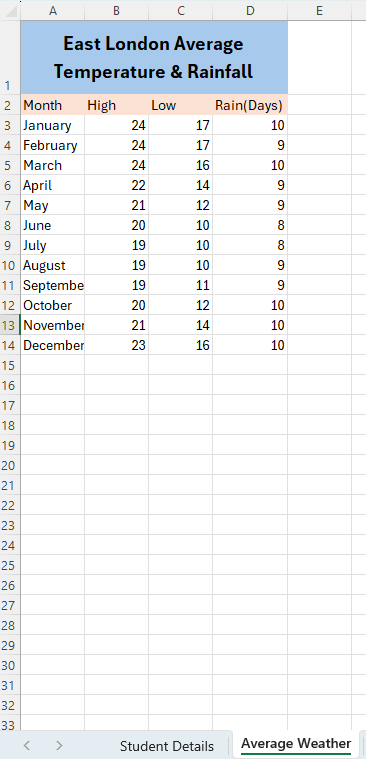 A B C D E
1 East London Average
Temperature & Rainfall
2 Month High Low Rain(Days)
3 January 24 17 10
4 February 24 17 9
5 March 24 16 10
6 April 22 14 9
7 May 21 12 9
8 June 20 10 8
9 July 19 10 8
10 August 19 10 9
11 Septembe 19 11 9
12 October 20 12 10
13 November 21 14 10
14 December 23 16 10
15
16
17
18
19
20
21
22
23
24
25
26
27
28
29
30
31
32
33
Student Details Average Weather